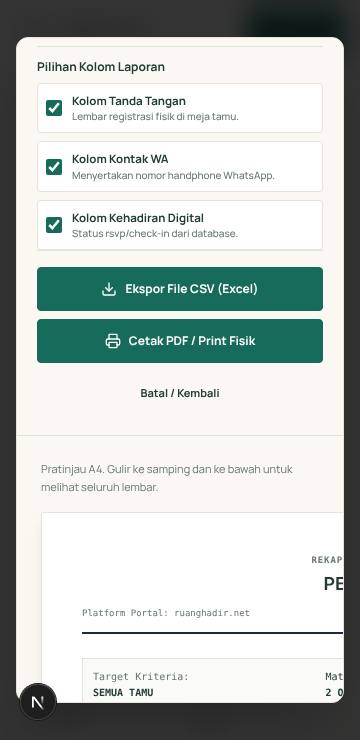 Pilihan Kolom Laporan
Kolom Tanda Tangan
Lembar registrasi fisik di meja tamu.
Kolom Kontak WA
Menyertakan nomor handphone WhatsApp.
Kolom Kehadiran Digital
Status rsvp/check-in dari database.
Ekspor File CSV (Excel)
Cetak PDF / Print Fisik
Batal / Kembali
Pratinjau A4. Gulir ke samping dan ke bawah untuk
melihat seluruh lembar.
REKAP
PE
Platform Portal: ruanghadir.net
Target Kriteria:
Mat
SEMUA TAMU
2 O
N